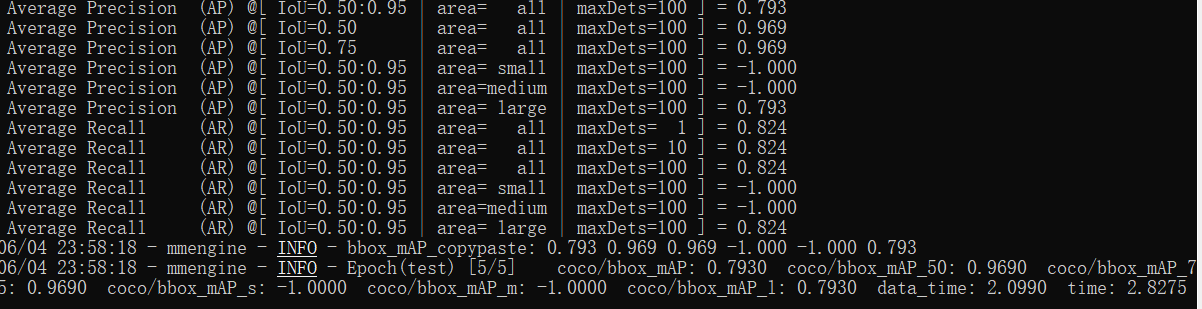 Average Precision  (AP) @[ IoU=0.50:0.95 | area=   all | maxDets=100 ] = 0.793
Average Precision  (AP) @[ IoU=0.50      | area=   all | maxDets=100 ] = 0.969
Average Precision  (AP) @[ IoU=0.75      | area=   all | maxDets=100 ] = 0.969
Average Precision  (AP) @[ IoU=0.50:0.95 | area= small | maxDets=100 ] = -1.000
Average Precision  (AP) @[ IoU=0.50:0.95 | area=medium | maxDets=100 ] = -1.000
Average Precision  (AP) @[ IoU=0.50:0.95 | area= large | maxDets=100 ] = 0.793
Average Recall     (AR) @[ IoU=0.50:0.95 | area=   all | maxDets=  1 ] = 0.824
Average Recall     (AR) @[ IoU=0.50:0.95 | area=   all | maxDets= 10 ] = 0.824
Average Recall     (AR) @[ IoU=0.50:0.95 | area=   all | maxDets=100 ] = 0.824
Average Recall     (AR) @[ IoU=0.50:0.95 | area= small | maxDets=100 ] = -1.000
Average Recall     (AR) @[ IoU=0.50:0.95 | area=medium | maxDets=100 ] = -1.000
Average Recall     (AR) @[ IoU=0.50:0.95 | area= large | maxDets=100 ] = 0.824
06/04 23:58:18 - mmengine - INFO - bbox_mAP_copypaste: 0.793 0.969 0.969 -1.000 -1.000 0.793
06/04 23:58:18 - mmengine - INFO - Epoch(test) [5/5]    coco/bbox_mAP: 0.7930  coco/bbox_mAP_50: 0.9690  coco/bbox_mAP_7
5: 0.9690  coco/bbox_mAP_s: -1.0000  coco/bbox_mAP_m: -1.0000  coco/bbox_mAP_l: 0.7930  data_time: 2.0990  time: 2.8275